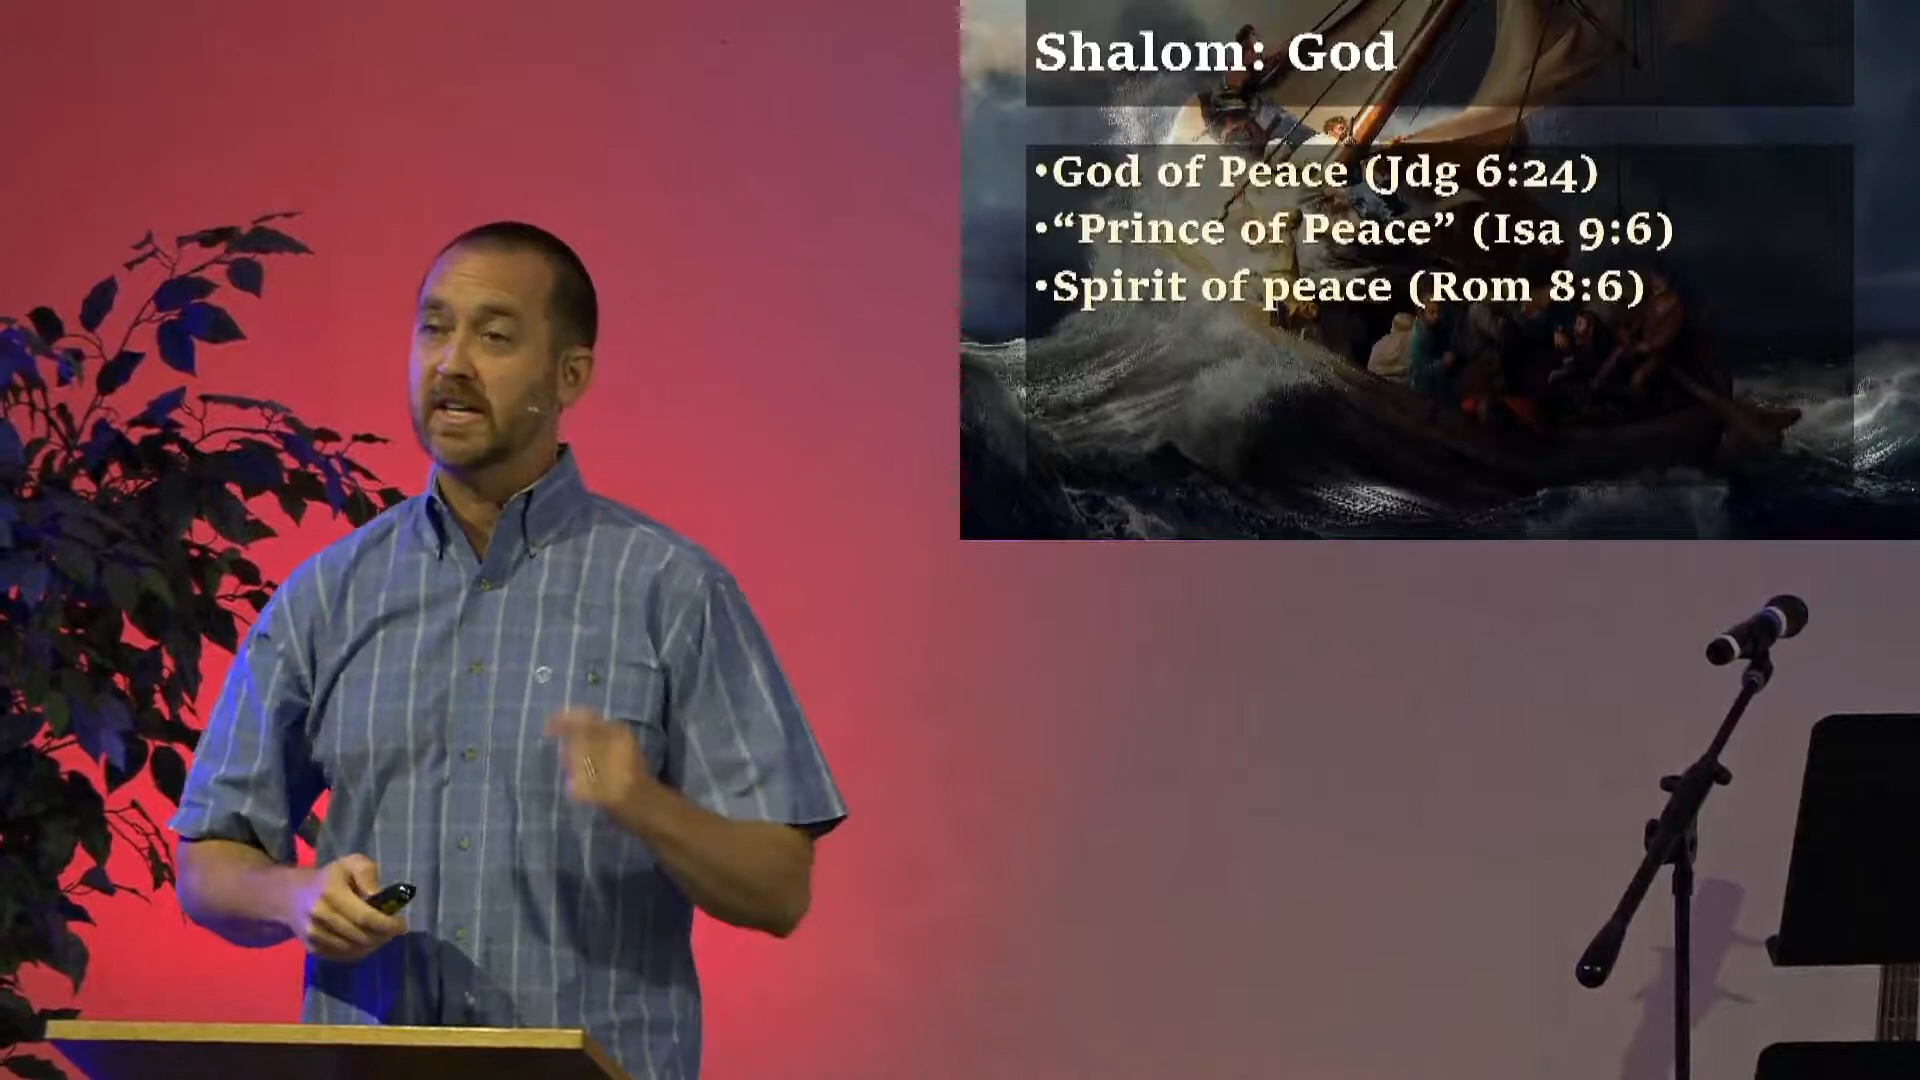 Shalom: God
•God of Peace (Jdg 6:24)
•“Prince of Peace” (Isa 9:6)
•Spirit of peace (Rom 8:6)